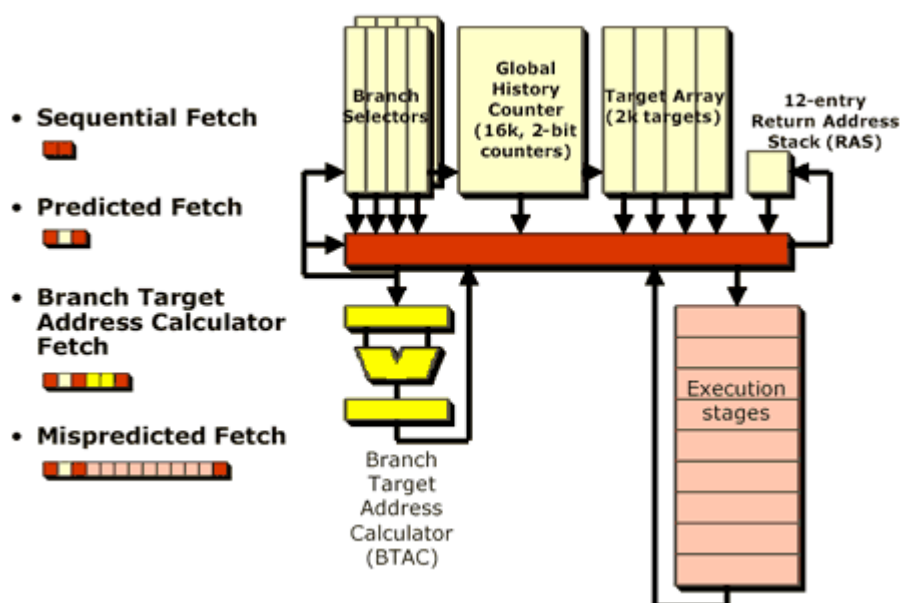 • Sequential Fetch
• Predicted Fetch
• Branch Target
Address Calculator
Fetch
• Mispredicted Fetch
Branch
Selectors
Global
History
Counter
(16k, 2-bit
counters)
Target Array
(2k targets)
12-entry
Return Address
Stack (RAS)
Branch
Target
Address
Calculator
(BTAC)
Execution
stages